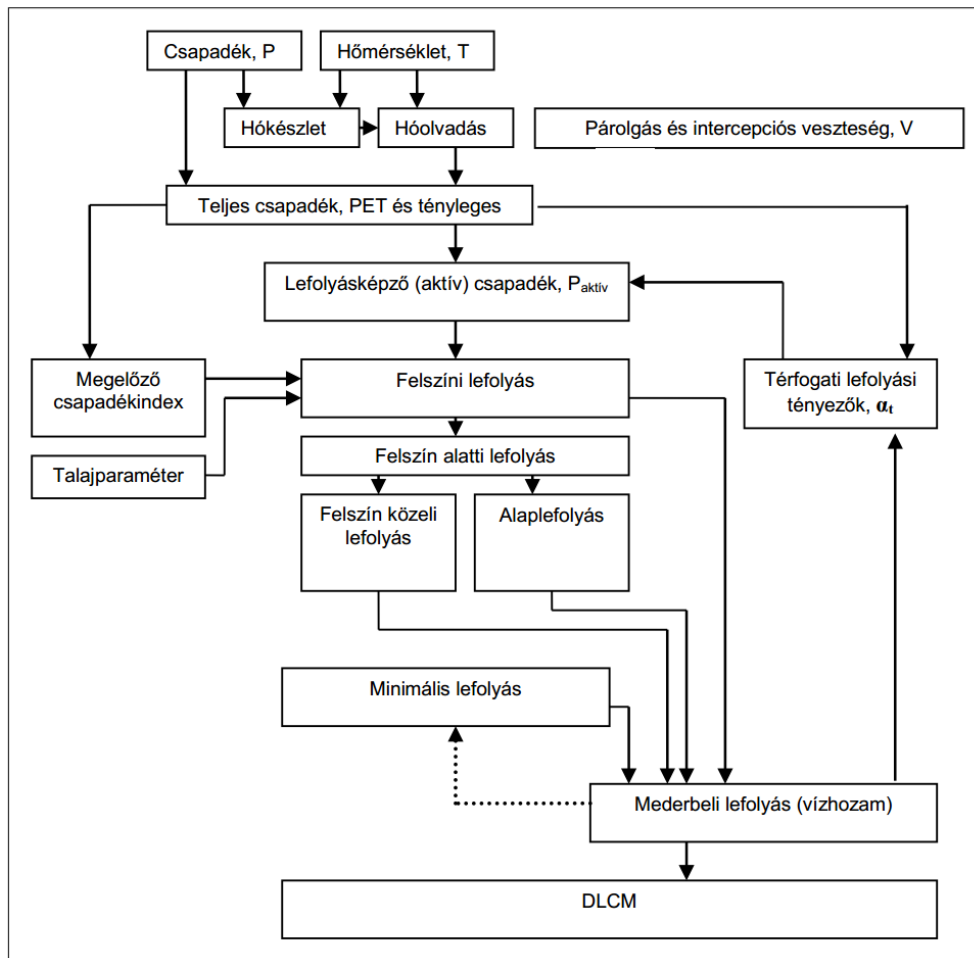 Csapadék, P
Hőmérséklet, T
Hókészlet
Hóolvadás
Párolgás és intercepciós veszteség, V
Teljes csapadék, PET és tényleges
Lefolyásképző (aktív) csapadék, Paktív
Megelőző
csapadékindex
Felszíni lefolyás
Térfogati lefolyási
tényezők, αt
Talajparaméter
Felszín alatti lefolyás
Felszín közeli
lefolyás
Alaplefolyás
Minimális lefolyás
Mederbeli lefolyás (vízhozam)
DLCM